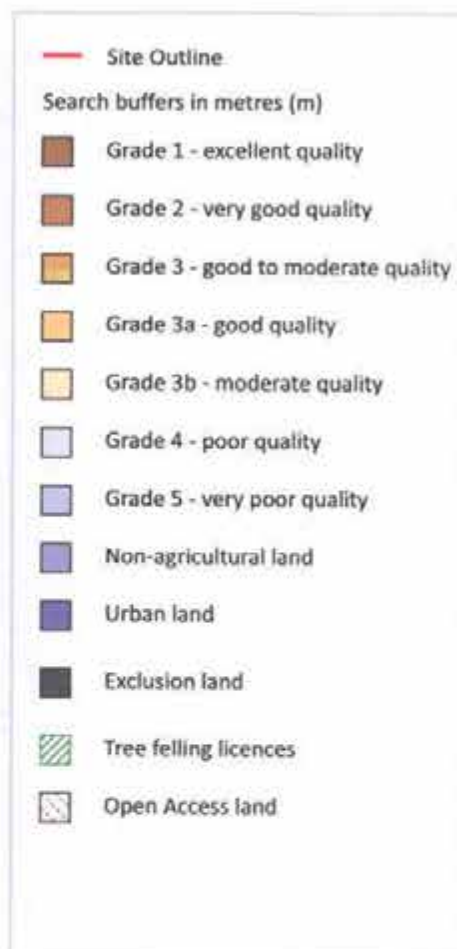 Site Outline
Search buffers in metres (m)
Grade 1 - excellent quality
Grade 2 - very good quality
Grade 3 - good to moderate quality
Grade 3a - good quality
Grade 3b - moderate quality
Grade 4 - poor quality
Grade 5 - very poor quality
Non-agricultural land
Urban land
Exclusion land
Tree felling licences
Open Access land